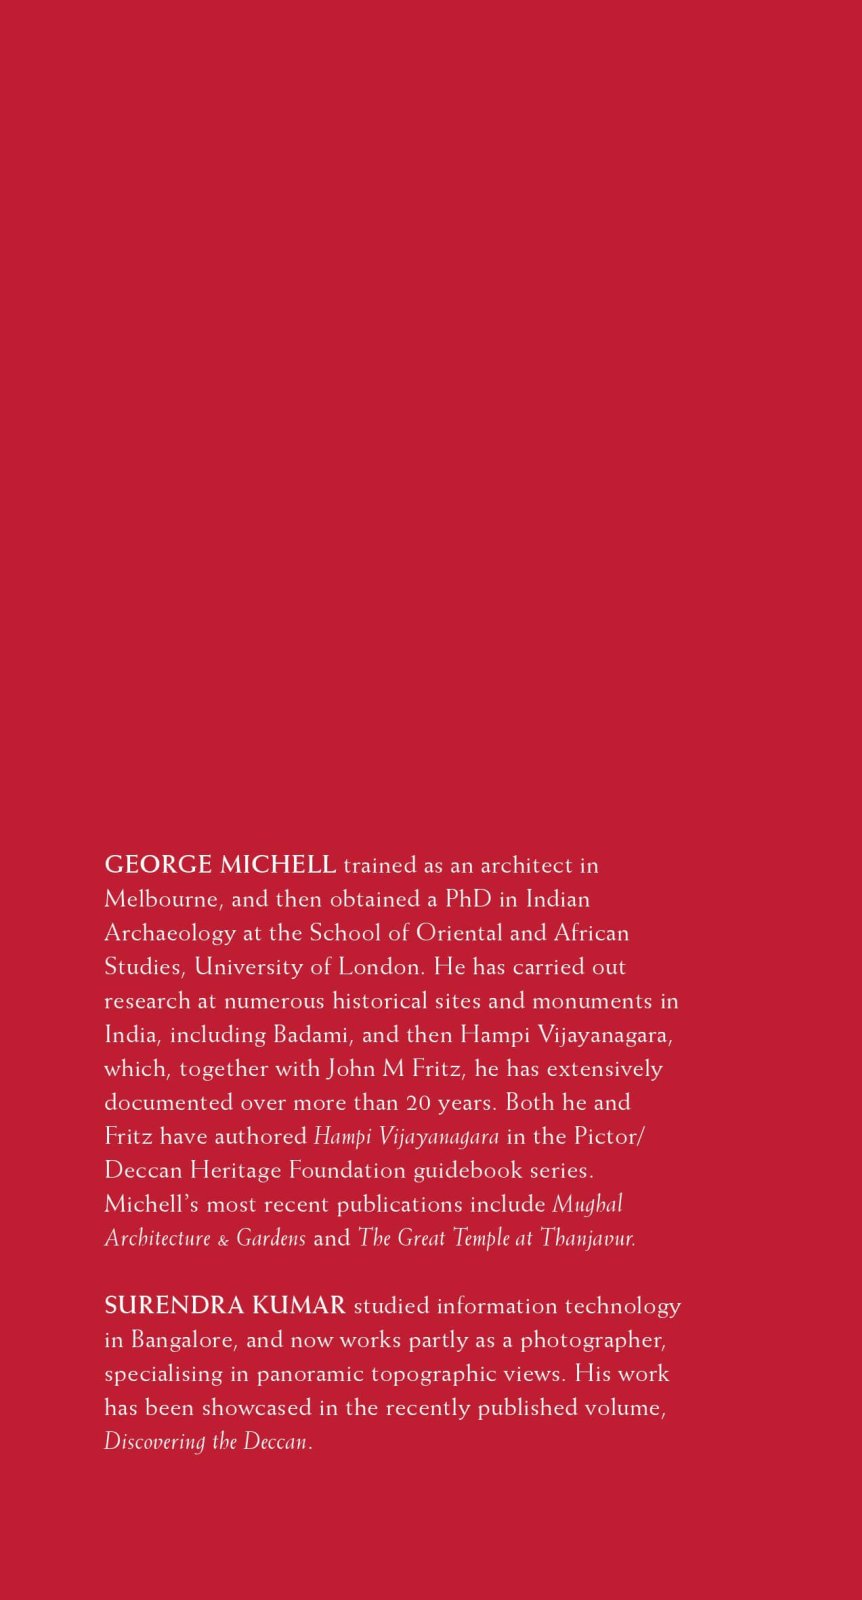 GEORGE MICHELL trained as an architect in
Melbourne, and then obtained a PhD in Indian
Archaeology at the School of Oriental and African
Studies, University of London. He has carried out
research at numerous historical sites and monuments in
India, including Badami, and then Hampi Vijayanagara,
which, together with John M Fritz, he has extensively
documented over more than 20 years. Both he and
Fritz have authored Hampi Vijayanagara in the Pictor/
Deccan Heritage Foundation guidebook series.
Michell’s most recent publications include Mughal
Architecture & Gardens and The Great Temple at Thanjavur.
SURENDRA KUMAR studied information technology
in Bangalore, and now works partly as a photographer,
specialising in panoramic topographic views. His work
has been showcased in the recently published volume,
Discovering the Deccan.